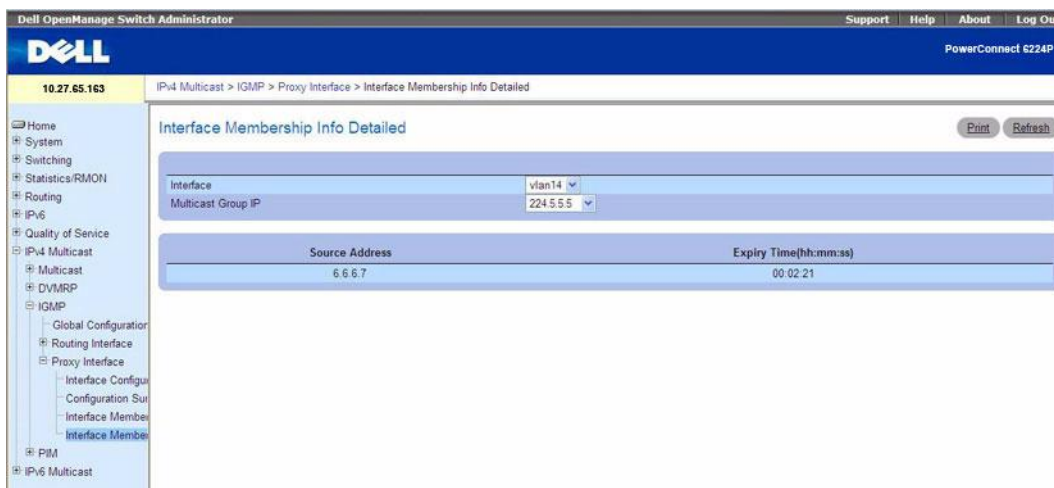 Dell OpenManage Switch Administrator
Support Help About Log Ou
DELL
PowerConnect 6224P
10.27.65.163
IPv4 Multicast > IGMP > Proxy Interface > Interface Membership Info Detailed
Home
System
Switching
Statistics/RMON
Routing
IPv6
Quality of Service
IPv4 Multicast
Multicast
DVMRP
IGMP
Global Configuration
Routing Interface
Proxy Interface
Interface Configu
Configuration Sur
Interface Member
Interface Member
PIM
IPv6 Multicast
Interface Membership Info Detailed
Print Refresh
Interface vlan14
Multicast Group IP 224.5.5.5
Source Address Expiry Time(hh:mm:ss)
6.6.6.7 00:02:21